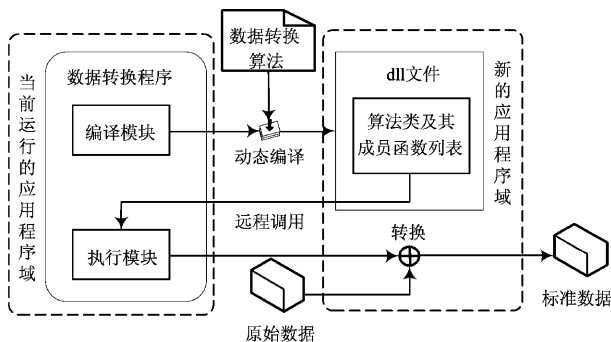 当前运行的应用程序域
数据转换程序
编译模块
执行模块
数据转换
算法
动态编译
远程调用
原始数据
dll文件
算法类及其
成员函数列表
转换
新的应用程序域
标准数据